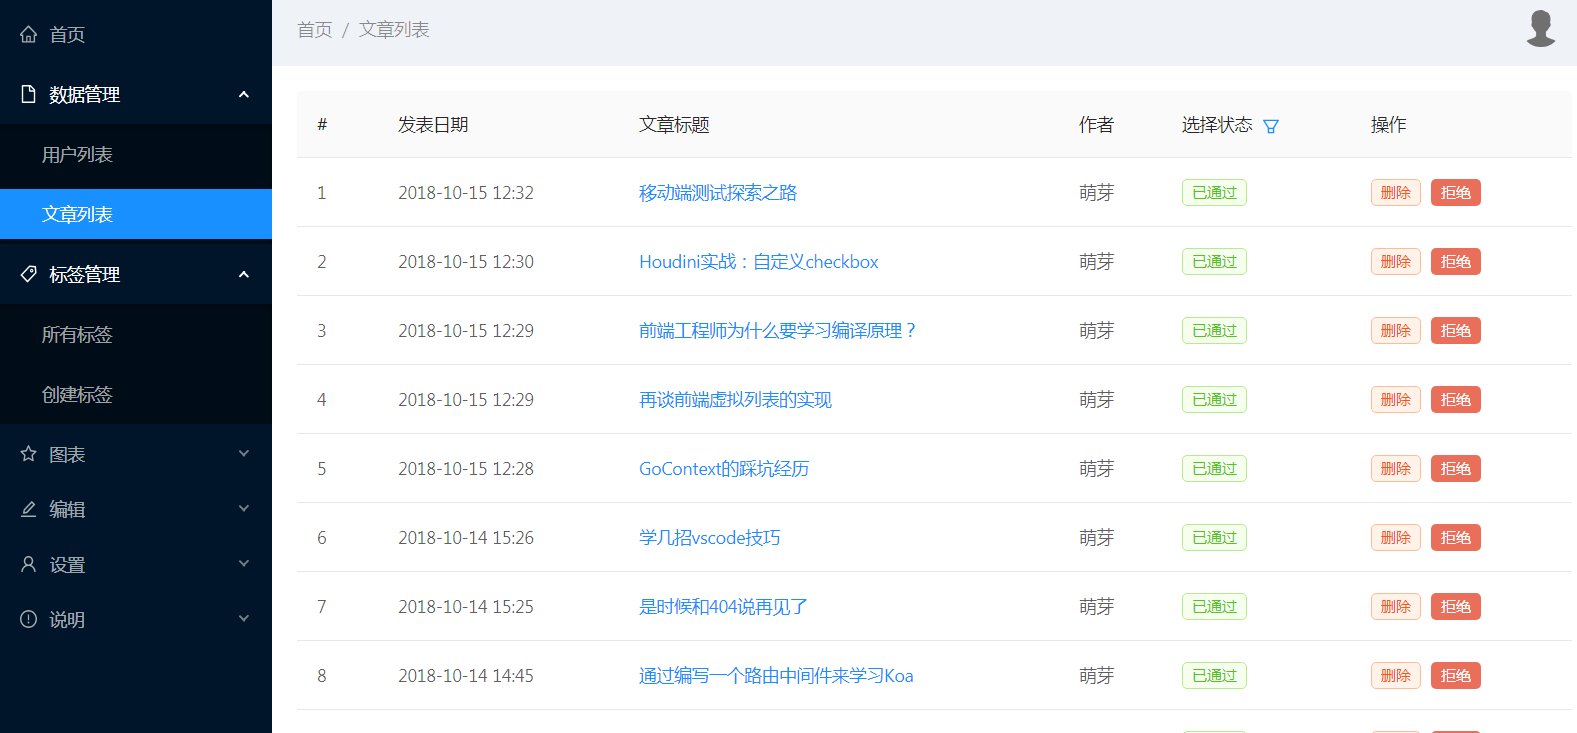 首页
数据管理
用户列表
文章列表
标签管理
所有标签
创建标签
图表
编辑
设置
说明
首页 / 文章列表
# 发表日期 文章标题 作者 选择状态 操作
1 2018-10-15 12:32 移动端测试探索之路 萌芽 已通过 删除 拒绝
2 2018-10-15 12:30 Houdini实战：自定义checkbox 萌芽 已通过 删除 拒绝
3 2018-10-15 12:29 前端工程师为什么要学习编译原理？ 萌芽 已通过 删除 拒绝
4 2018-10-15 12:29 再谈前端虚拟列表的实现 萌芽 已通过 删除 拒绝
5 2018-10-15 12:28 GoContext的踩坑经历 萌芽 已通过 删除 拒绝
6 2018-10-14 15:26 学几招vscode技巧 萌芽 已通过 删除 拒绝
7 2018-10-14 15:25 是时候和404说再见了 萌芽 已通过 删除 拒绝
8 2018-10-14 14:45 通过编写一个路由中间件来学习Koa 萌芽 已通过 删除 拒绝